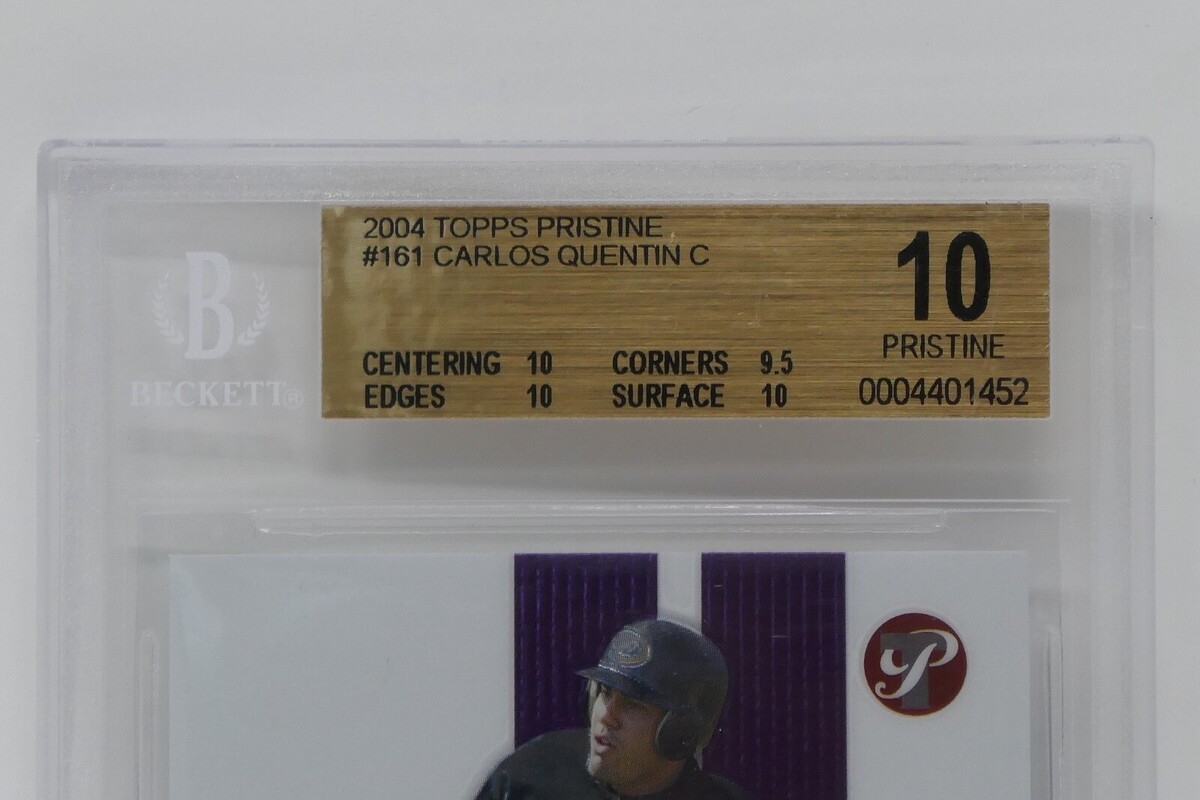 2004 TOPPS PRISTINE
#161 CARLOS QUENTIN C
10
PRISTINE
CENTERING 10 CORNERS 9.5
EDGES 10 SURFACE 10
0004401452
B
BECKETT®
TP